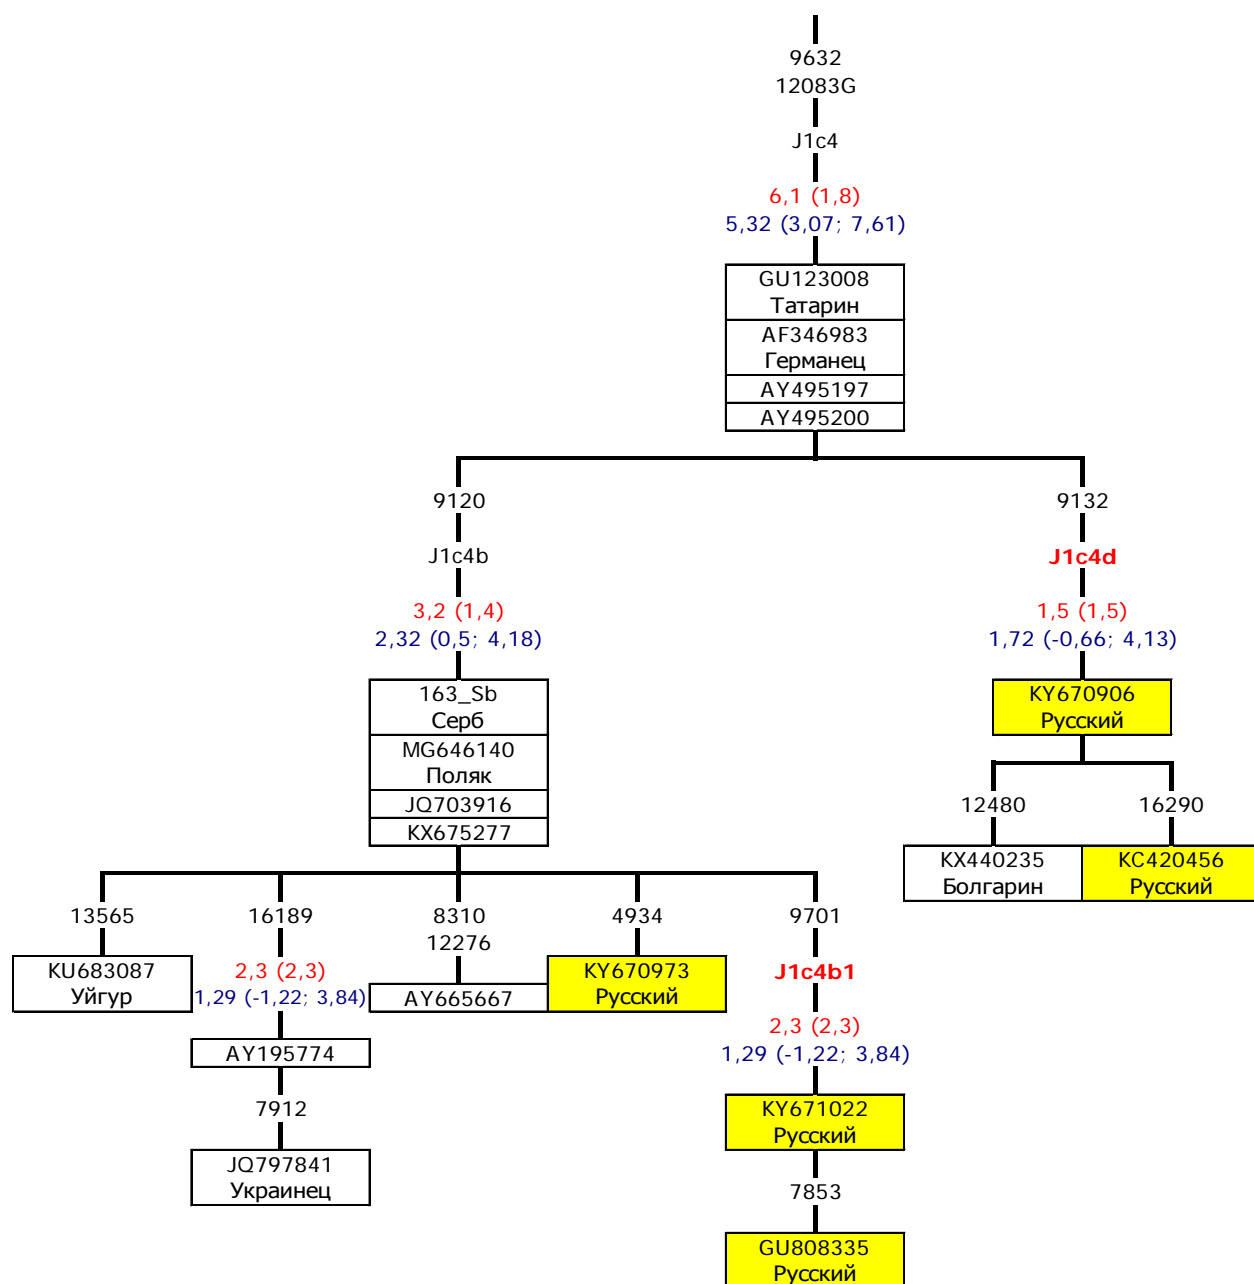 9632
12083G
J1c4
6,1 (1,8)
5,32 (3,07; 7,61)
GU123008
Татарин
AF346983
Германец
AY495197
AY495200
9120
9132
J1c4b
J1c4d
3,2 (1,4)
1,5 (1,5)
2,32 (0,5; 4,18)
1,72 (-0,66; 4,13)
163_Sb
Серб
MG646140
Поляк
JQ703916
KX675277
KY670906
Русский
12480
16290
KX440235
Болгарин
KC420456
Русский
13565
16189
8310
12276
4934
9701
KU683087
Уйгур
2,3 (2,3)
1,29 (-1,22; 3,84)
AY195774
7912
JQ797841
Украинец
AY665667
KY670973
Русский
J1c4b1
2,3 (2,3)
1,29 (-1,22; 3,84)
KY671022
Русский
7853
GU808335
Русский